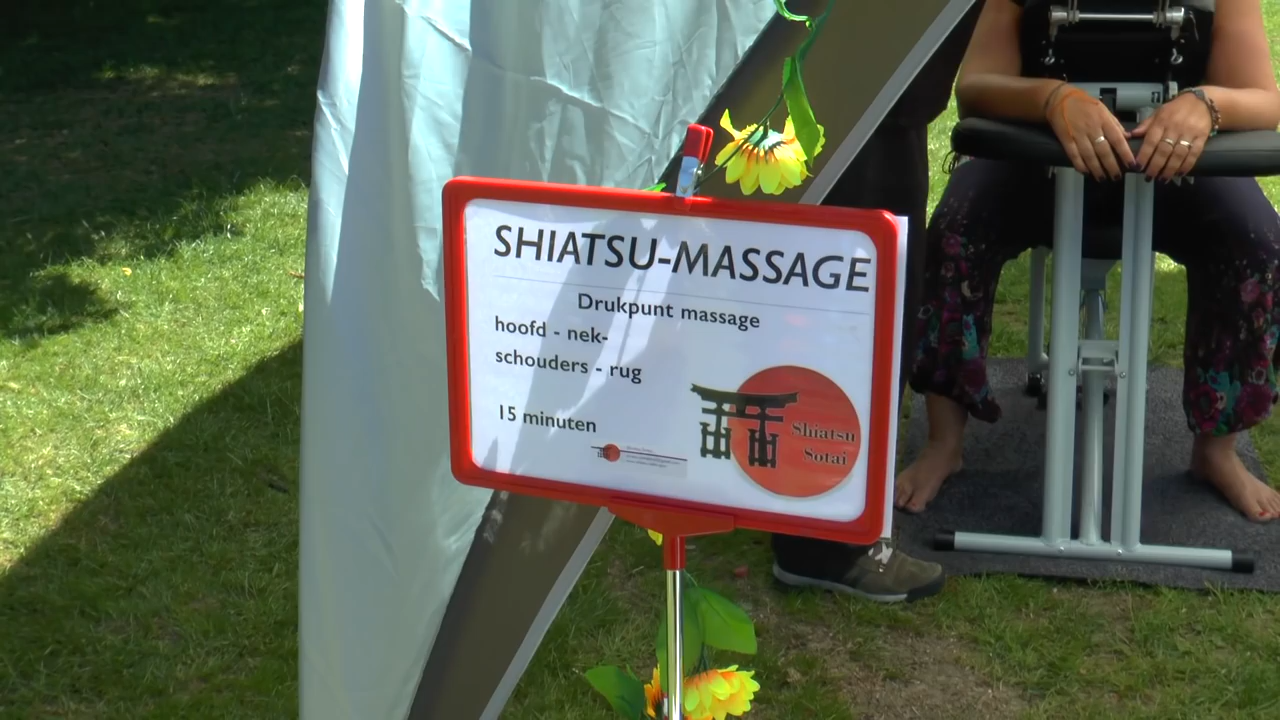 SHIATSU-MASSAGE
Drukpunt massage
hoofd - nek-
schouders - rug
15 minuten
Shiatsu
Sotai